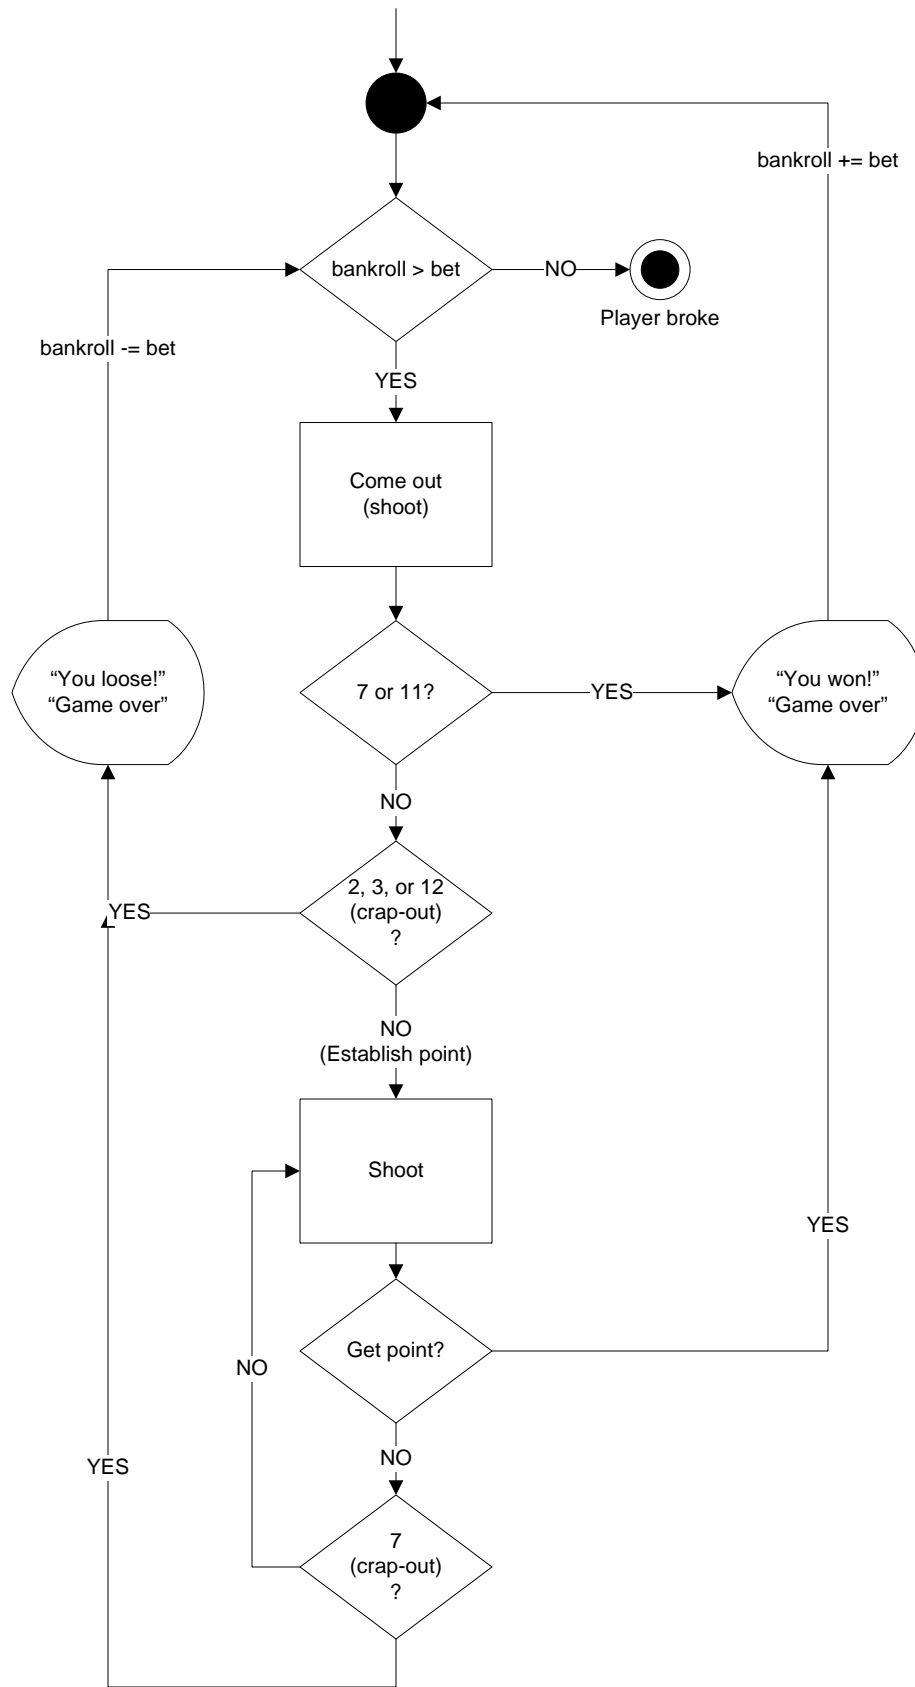 bankroll += bet
bankroll > bet
NO
Player broke
bankroll -= bet
YES
Come out
(shoot)
“You loose!”
“Game over”
7 or 11?
YES
“You won!”
“Game over”
NO
2, 3, or 12
(crap-out)
?
YES
NO
(Establish point)
Shoot
YES
Get point?
NO
NO
YES
7
(crap-out)
?